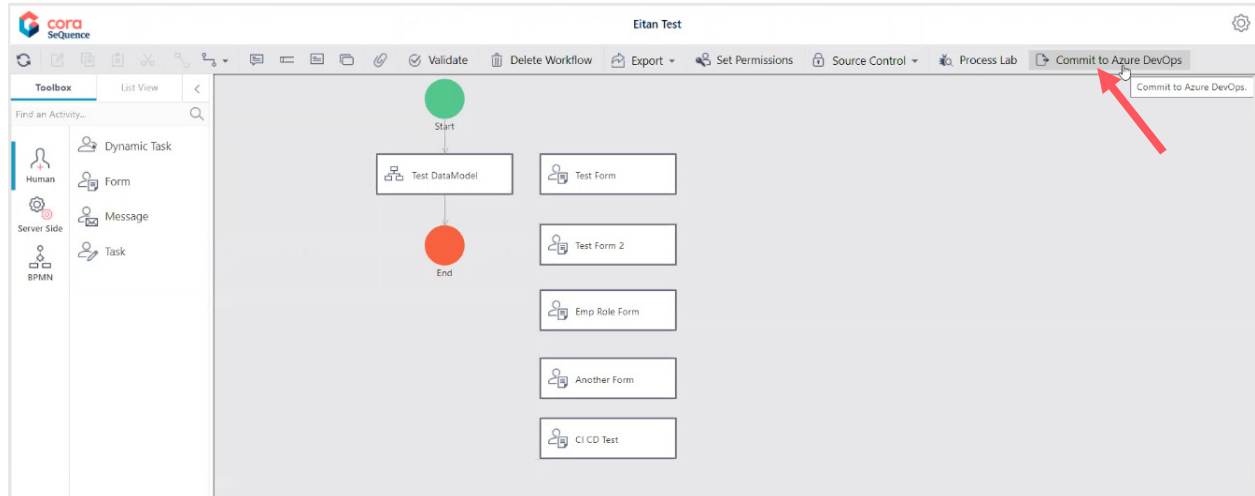 cora
SeQuence
Eitan Test
Validate
Delete Workflow
Export
Set Permissions
Source Control
Process Lab
Commit to Azure DevOps
Commit to Azure DevOps.
Toolbox
List View
Find an Activity...
Human
Server Side
BPMN
Dynamic Task
Form
Message
Task
Start
Test DataModel
End
Test Form
Test Form 2
Emp Role Form
Another Form
CI CD Test